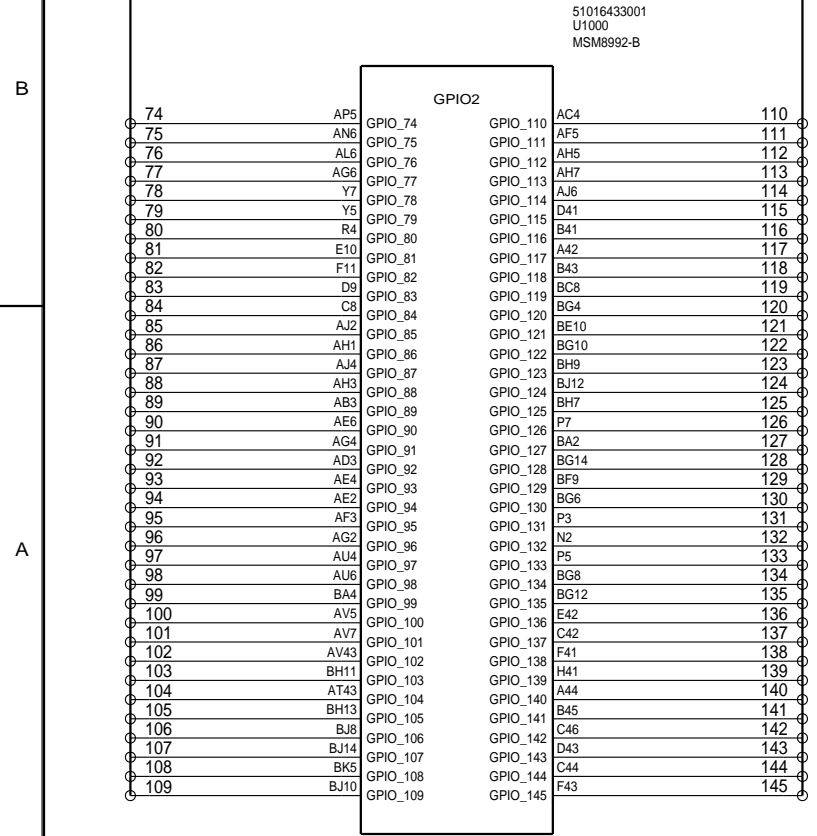 51016433001
U1000
MSM8992-B
B
GPIO2
74 AP5 GPIO_74 GPIO_110 AC4 110
75 AN6 GPIO_75 GPIO_111 AF5 111
76 AL6 GPIO_76 GPIO_112 AH5 112
77 AG6 GPIO_77 GPIO_113 AH7 113
78 Y7 GPIO_78 GPIO_114 AJ6 114
79 Y5 GPIO_79 GPIO_115 D41 115
80 R4 GPIO_80 GPIO_116 B41 116
81 E10 GPIO_81 GPIO_117 A42 117
82 F11 GPIO_82 GPIO_118 B43 118
83 D9 GPIO_83 GPIO_119 BC8 119
84 C8 GPIO_84 GPIO_120 BG4 120
85 AJ2 GPIO_85 GPIO_121 BE10 121
86 AH1 GPIO_86 GPIO_122 BG10 122
87 AJ4 GPIO_87 GPIO_123 BH9 123
88 AH3 GPIO_88 GPIO_124 BJ12 124
89 AB3 GPIO_89 GPIO_125 BH7 125
90 AE6 GPIO_90 GPIO_126 P7 126
91 AG4 GPIO_91 GPIO_127 BA2 127
92 AD3 GPIO_92 GPIO_128 BG14 128
93 AE4 GPIO_93 GPIO_129 BF9 129
94 AE2 GPIO_94 GPIO_130 BG6 130
95 AF3 GPIO_95 GPIO_131 P3 131
A
96 AG2 GPIO_96 GPIO_132 N2 132
97 AU4 GPIO_97 GPIO_133 P5 133
98 AU6 GPIO_98 GPIO_134 BG8 134
99 BA4 GPIO_99 GPIO_135 BG12 135
100 AV5 GPIO_100 GPIO_136 E42 136
101 AV7 GPIO_101 GPIO_137 C42 137
102 AV43 GPIO_102 GPIO_138 F41 138
103 BH11 GPIO_103 GPIO_139 H41 139
104 AT43 GPIO_104 GPIO_140 A44 140
105 BH13 GPIO_105 GPIO_141 B45 141
106 BJ8 GPIO_106 GPIO_142 C46 142
107 BJ14 GPIO_107 GPIO_143 D43 143
108 BK5 GPIO_108 GPIO_144 C44 144
109 BJ10 GPIO_109 GPIO_145 F43 145